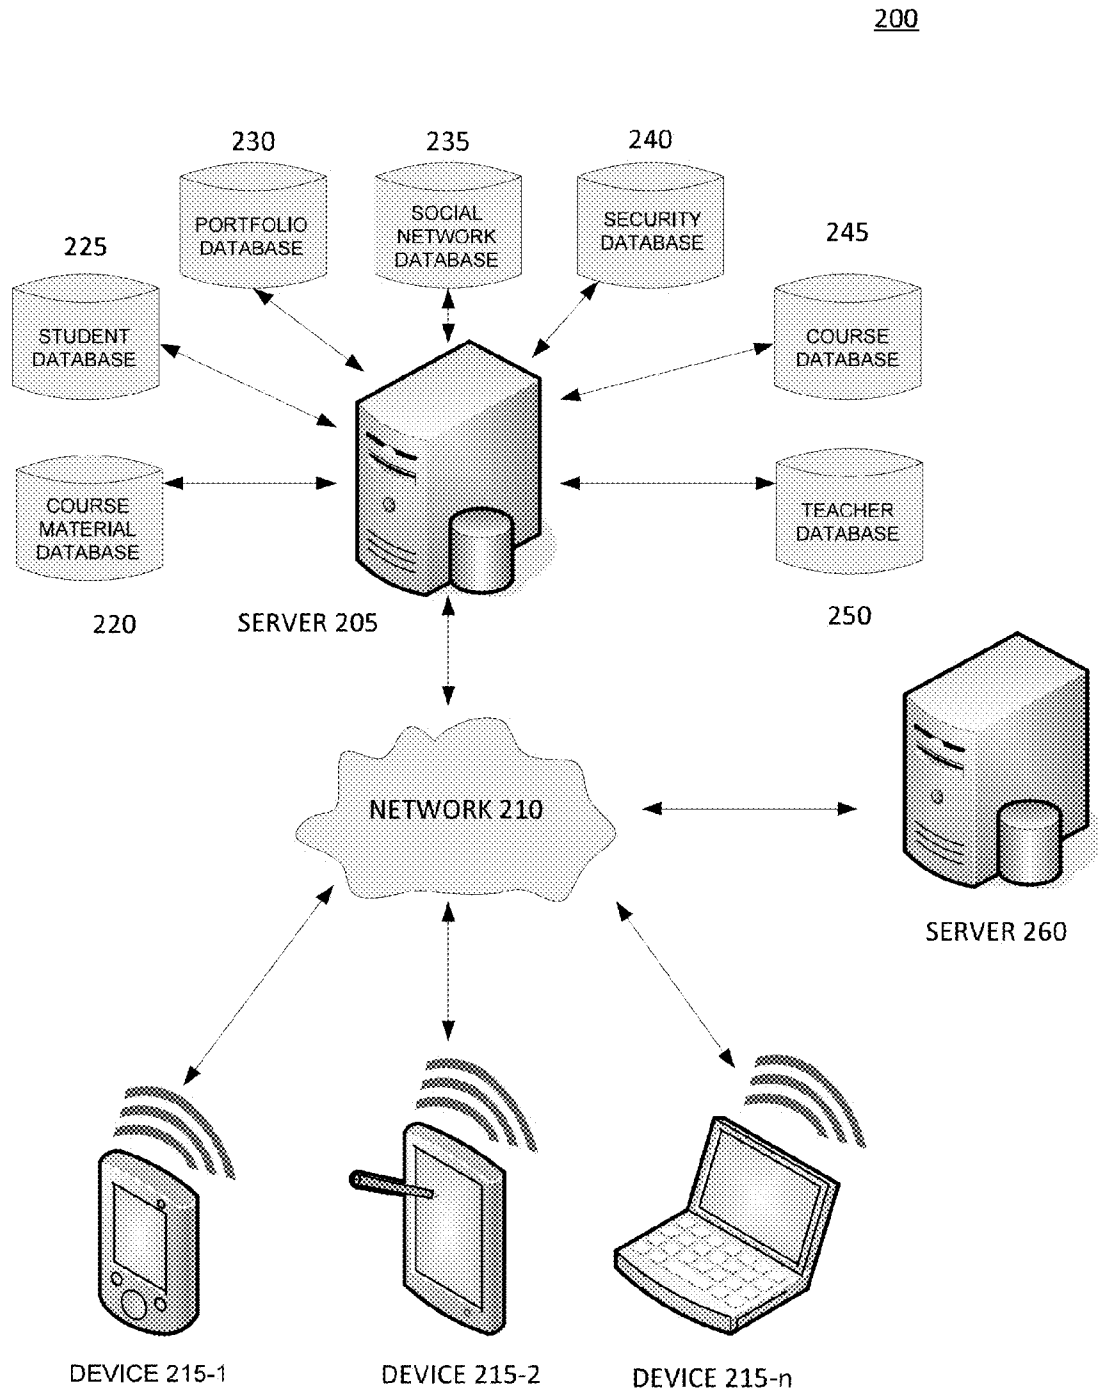 200
230
235
240
PORTFOLIO
DATABASE
SOCIAL
NETWORK
DATABASE
SECURITY
DATABASE
225
245
STUDENT
DATABASE
COURSE
DATABASE
COURSE
MATERIAL
DATABASE
TEACHER
DATABASE
220
SERVER 205
250
NETWORK 210
SERVER 260
DEVICE 215-1
DEVICE 215-2
DEVICE 215-n